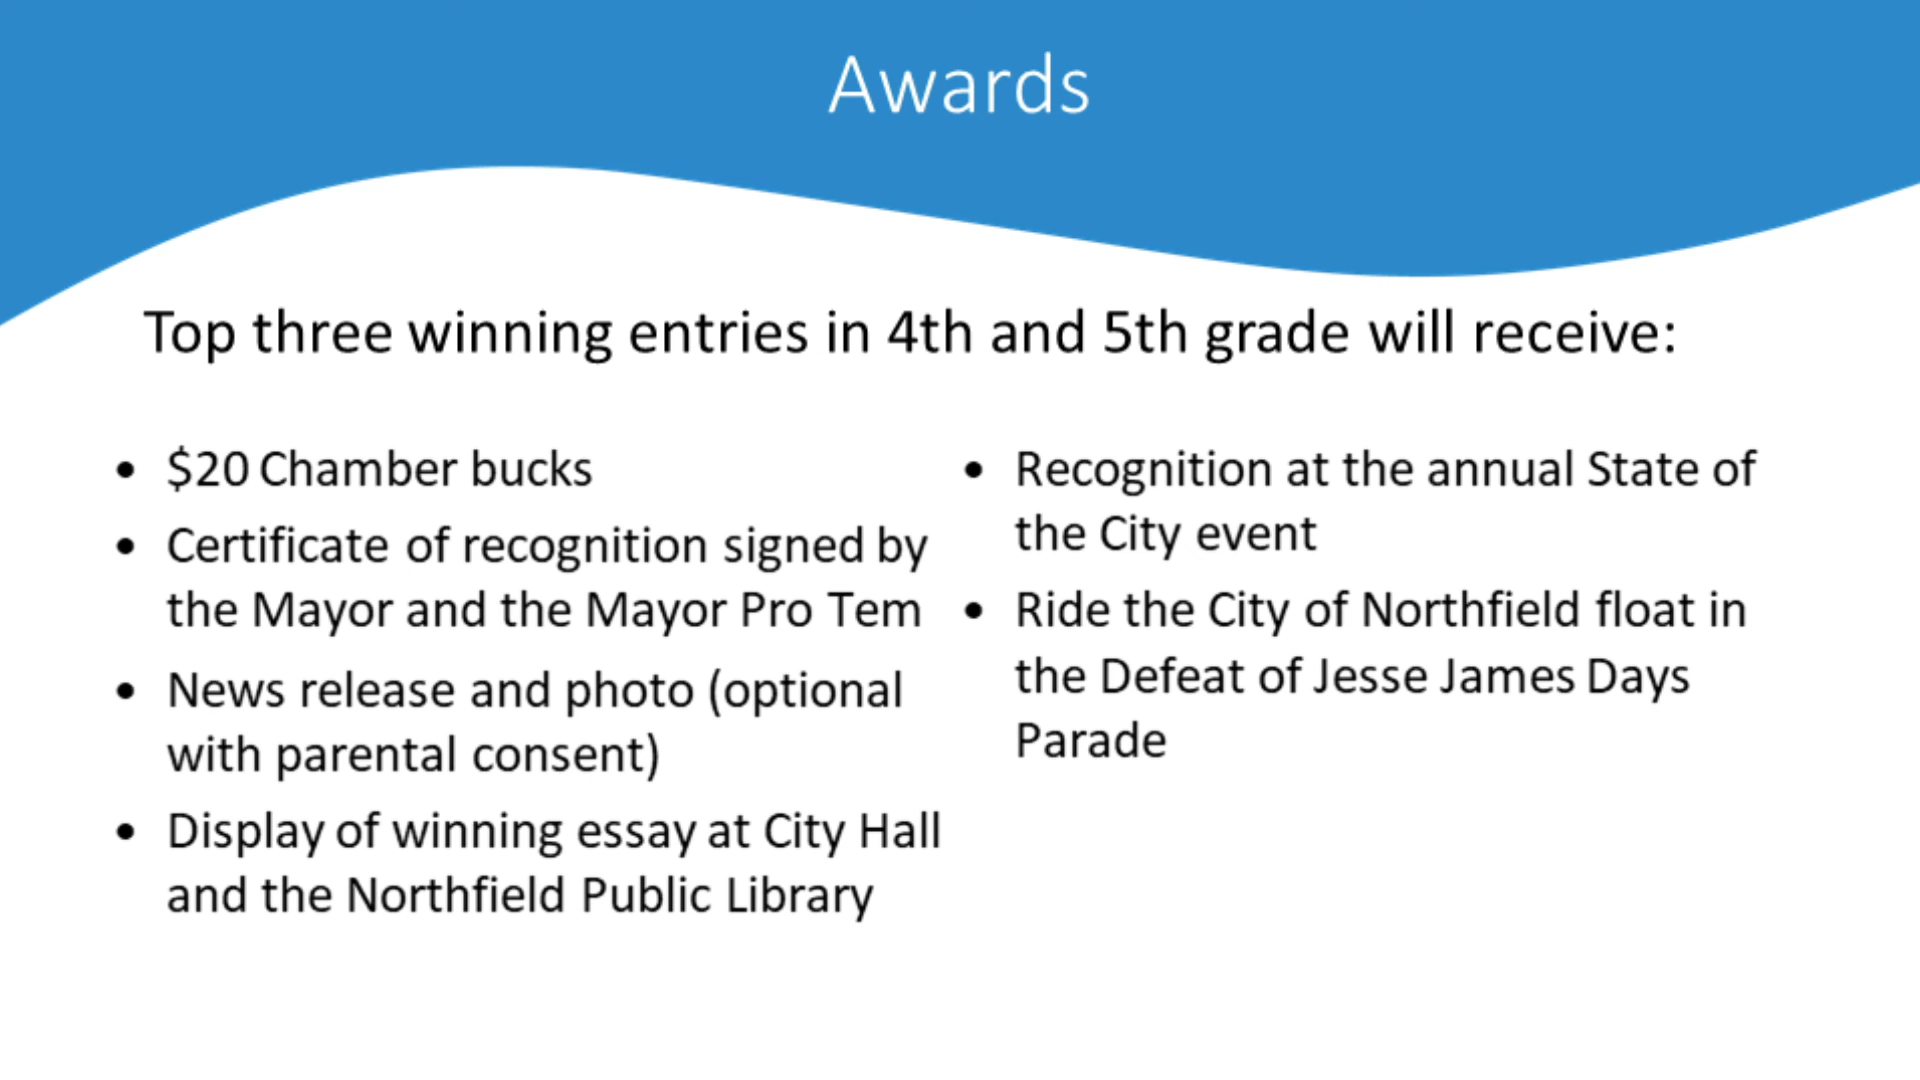 Awards
Top three winning entries in 4th and 5th grade will receive:
• $20 Chamber bucks
• Certificate of recognition signed by
the Mayor and the Mayor Pro Tem
• News release and photo (optional
with parental consent)
• Display of winning essay at City Hall
and the Northfield Public Library
• Recognition at the annual State of
the City event
• Ride the City of Northfield float in
the Defeat of Jesse James Days
Parade